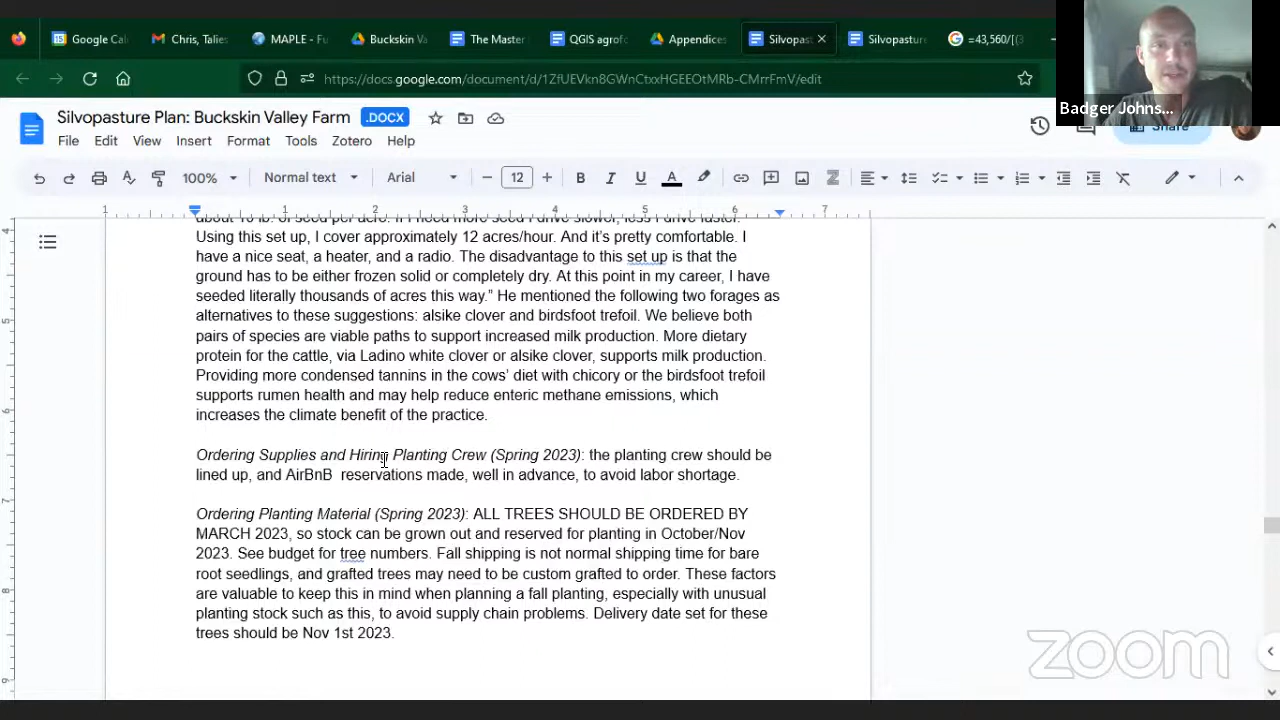 Google Cal
Chris, Talies
MAPLE - Fu
Buckskin Va
The Master
QGIS agrofo
Appendices
Silvopast
Silvopasture
=43,560/[(3
https://docs.google.com/document/d/1ZfUEVkn8GWnCtxxHGEEOtMRb-CMrrFmV/edit
Badger Johns...
Silvopasture Plan: Buckskin Valley Farm .DOCX
Share
File Edit View Insert Format Tools Zotero Help
100% Normal text Arial 12
1 1 2 3 4 5 6 7
Using this set up, I cover approximately 12 acres/hour. And it's pretty comfortable. I
have a nice seat, a heater, and a radio. The disadvantage to this set up is that the
ground has to be either frozen solid or completely dry. At this point in my career, I have
seeded literally thousands of acres this way.” He mentioned the following two forages as
alternatives to these suggestions: alsike clover and birdsfoot trefoil. We believe both
pairs of species are viable paths to support increased milk production. More dietary
protein for the cattle, via Ladino white clover or alsike clover, supports milk production.
Providing more condensed tannins in the cows’ diet with chicory or the birdsfoot trefoil
supports rumen health and may help reduce enteric methane emissions, which
increases the climate benefit of the practice.
Ordering Supplies and Hiring Planting Crew (Spring 2023): the planting crew should be
lined up, and AirBnB reservations made, well in advance, to avoid labor shortage.
Ordering Planting Material (Spring 2023): ALL TREES SHOULD BE ORDERED BY
MARCH 2023, so stock can be grown out and reserved for planting in October/Nov
2023. See budget for tree numbers. Fall shipping is not normal shipping time for bare
root seedlings, and grafted trees may need to be custom grafted to order. These factors
are valuable to keep this in mind when planning a fall planting, especially with unusual
planting stock such as this, to avoid supply chain problems. Delivery date set for these
trees should be Nov 1st 2023.
zoom